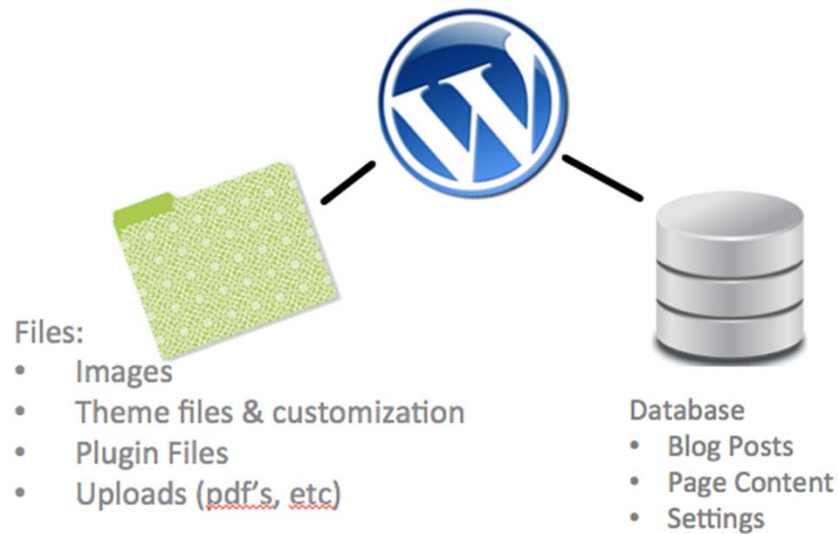 Files:
• Images
• Theme files & customization
• Plugin Files
• Uploads (pdf's, etc)
Database
• Blog Posts
• Page Content
• Settings